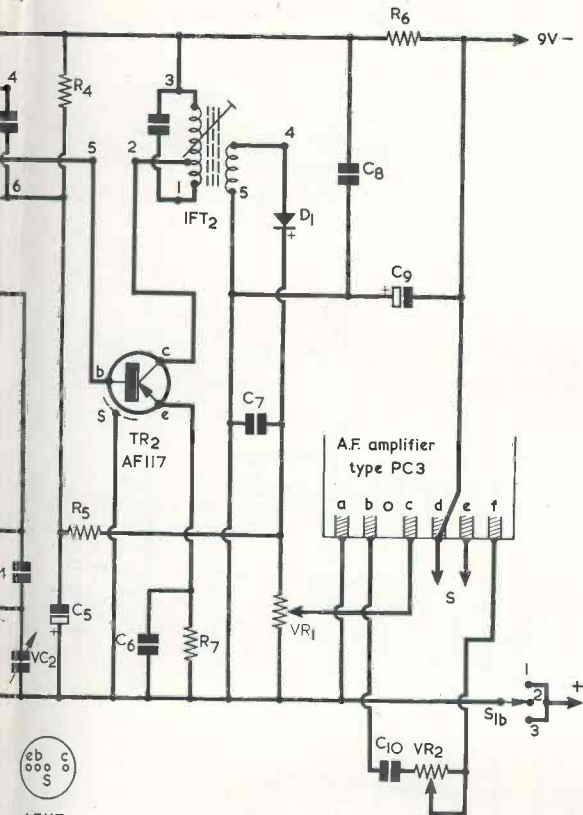 R6
9V-
4
R4
3
5
2
4
C8
6
1
5
IFT2
D1
+
C9
+
b
c
S
e
C7
TR2
AF117
A.F. amplifier
type PC3
a b o c d e f
R5
S
C5
+
C6
R7
VR1
VC2
1
S1b
2
+
3
C10
VR2
eb c
S